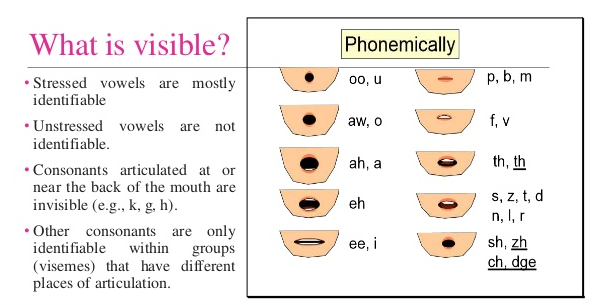 What is visible?
• Stressed vowels are mostly
identifiable
• Unstressed vowels are not
identifiable.
• Consonants articulated at or
near the back of the mouth are
invisible (e.g., k, g, h).
• Other consonants are only
identifiable within groups
(visemes) that have different
places of articulation.
Phonemically
oo, u
aw, o
ah, a
eh
ee, i
p, b, m
f, v
th, th
s, z, t, d
n, l, r
sh, zh
ch, dge